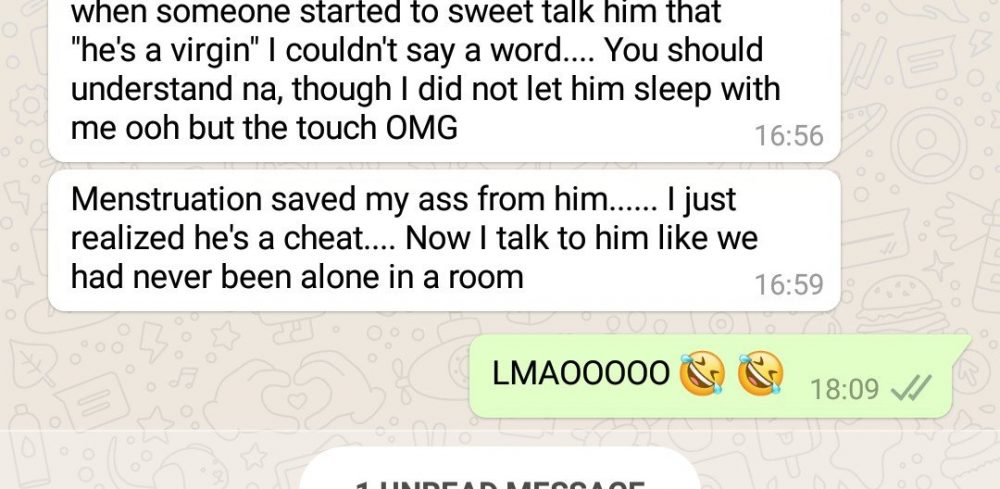 when someone started to sweet talk him that
"he's a virgin" I couldn't say a word.... You should
understand na, though I did not let him sleep with
me ooh but the touch OMG
16:56
Menstruation saved my ass from him...... I just
realized he's a cheat.... Now I talk to him like we
had never been alone in a room
16:59
LMAOOOOO 🤣 🤣
18:09
1 UNREAD MESSAGE